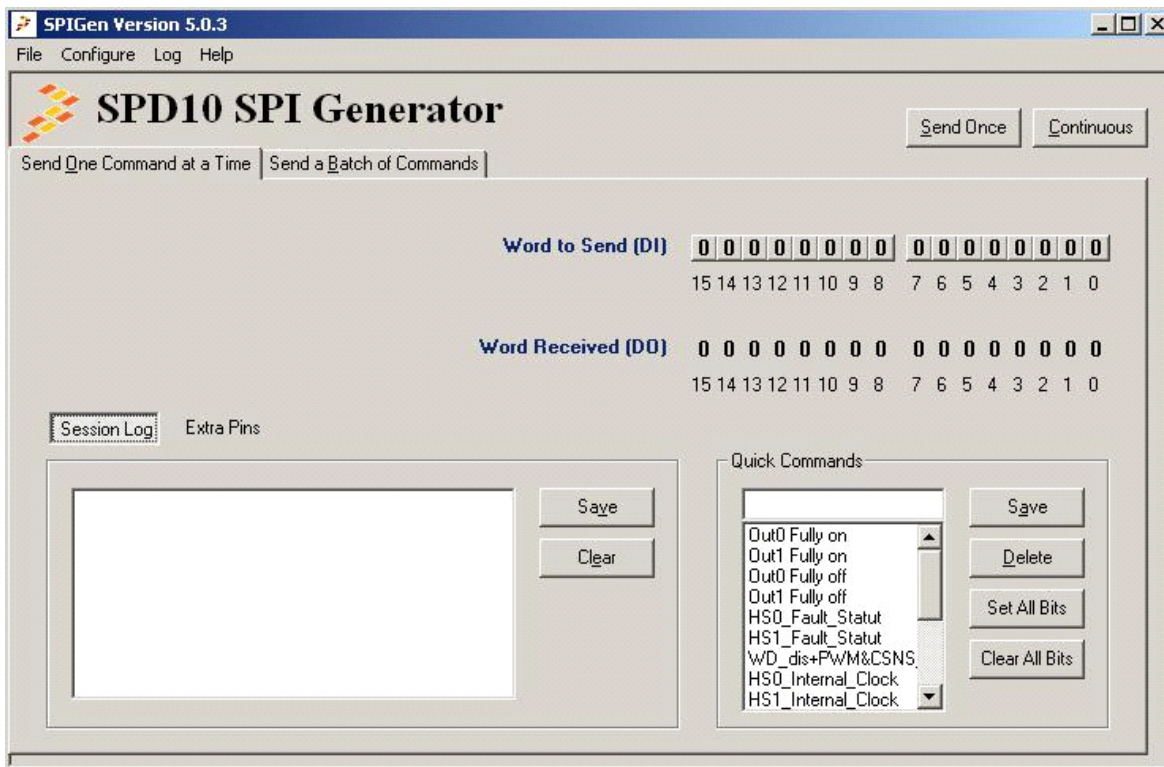 SPIGen Version 5.0.3
File Configure Log Help
SPD10 SPI Generator
Send Once Continuous
Send One Command at a Time Send a Batch of Commands
Word to Send (DI) 0 0 0 0 0 0 0 0 0 0 0 0 0 0 0 0
15 14 13 12 11 10 9 8 7 6 5 4 3 2 1 0
Word Received (DO) 0 0 0 0 0 0 0 0 0 0 0 0 0 0 0 0
15 14 13 12 11 10 9 8 7 6 5 4 3 2 1 0
Session Log Extra Pins
Save
Clear
Quick Commands
Out0 Fully on
Out1 Fully on
Out0 Fully off
Out1 Fully off
HS0_Fault_Statut
HS1_Fault_Statut
WD_dis+PWM&CSNS_
HS0_Internal_Clock
HS1_Internal_Clock
Save
Delete
Set All Bits
Clear All Bits